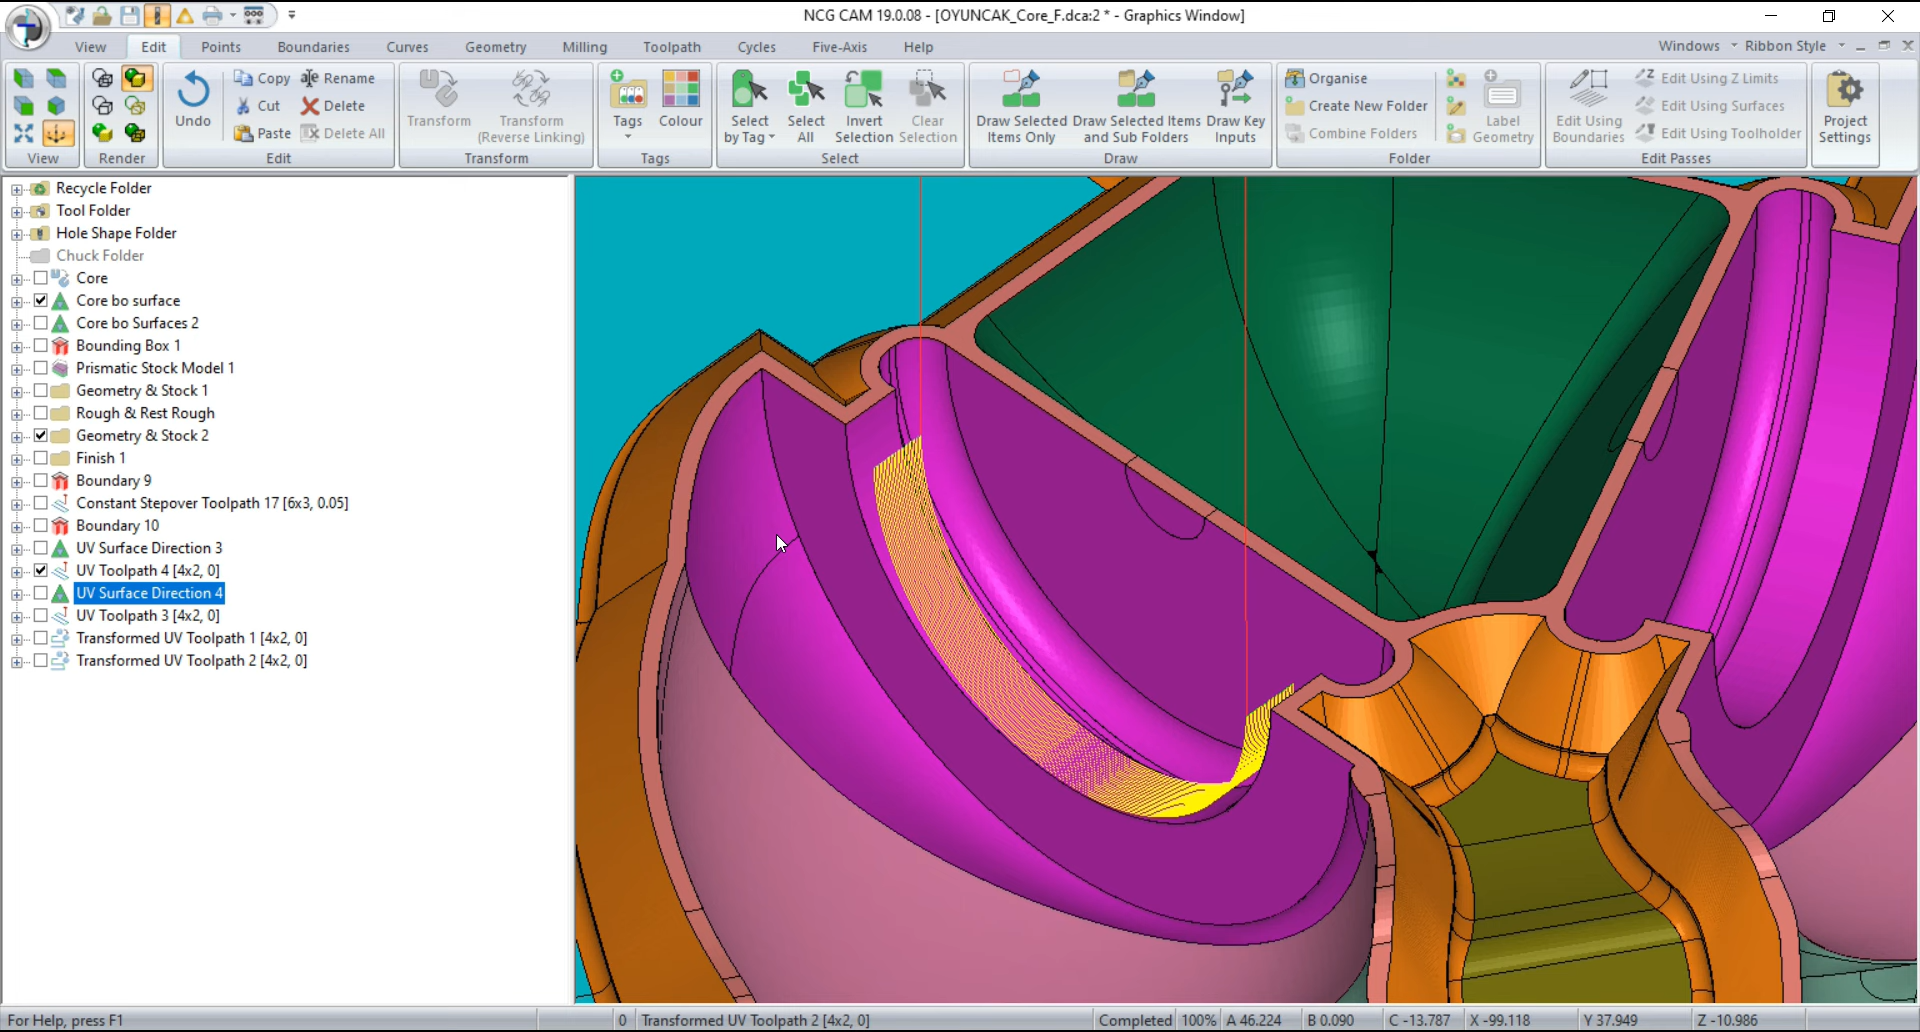 NCG CAM 19.0.08 - [OYUNCAK_Core_F.dca:2 * - Graphics Window]
View Edit Points Boundaries Curves Geometry Milling Toolpath Cycles Five-Axis Help
Windows Ribbon Style
Undo
Copy
Cut
Paste
Rename
Delete
Delete All
Transform
Transform
(Reverse Linking)
Tags
Colour
Select
by Tag
Select
All
Invert
Selection
Clear
Selection
Draw Selected
Items Only
Draw Selected Items
and Sub Folders
Draw Key
Inputs
Organise
Create New Folder
Combine Folders
Label
Geometry
Edit Using
Boundaries
Edit Using Z Limits
Edit Using Surfaces
Edit Using Toolholder
Project
Settings
View Render Edit Transform Tags Select Draw Folder Edit Passes
Recycle Folder
Tool Folder
Hole Shape Folder
Chuck Folder
Core
Core bo surface
Core bo Surfaces 2
Bounding Box 1
Prismatic Stock Model 1
Geometry & Stock 1
Rough & Rest Rough
Geometry & Stock 2
Finish 1
Boundary 9
Constant Stepover Toolpath 17 [6x3, 0.05]
Boundary 10
UV Surface Direction 3
UV Toolpath 4 [4x2, 0]
UV Surface Direction 4
UV Toolpath 3 [4x2, 0]
Transformed UV Toolpath 1 [4x2, 0]
Transformed UV Toolpath 2 [4x2, 0]
For Help, press F1 0 Transformed UV Toolpath 2 [4x2, 0] Completed 100% A 46.224 B 0.090 C -13.787 X -99.118 Y 37.949 Z -10.986